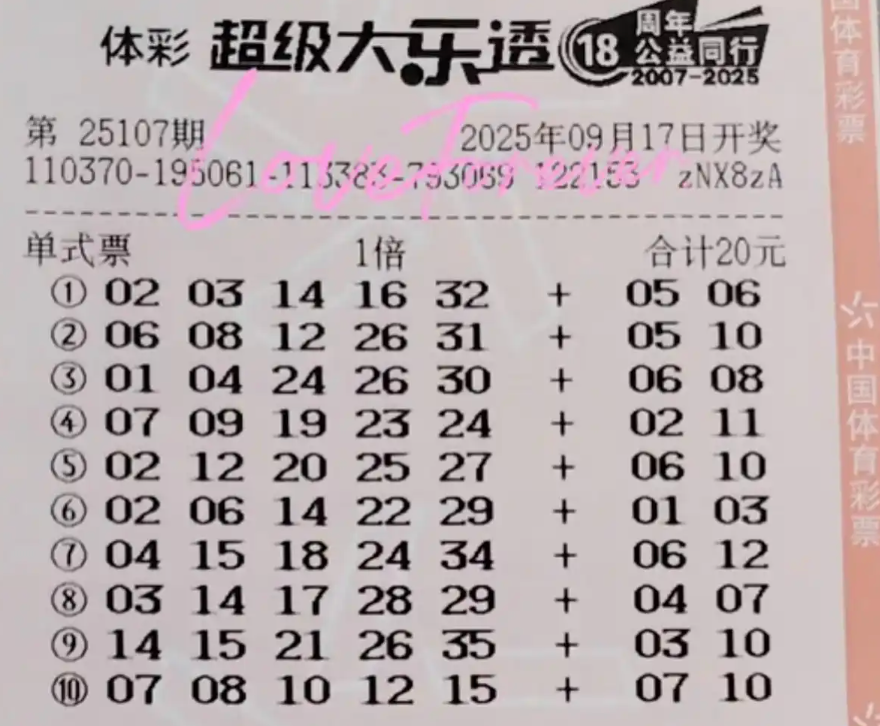 体彩 超级大乐透 18 周年
公益同行
2007-2025
第 25107期 2025年09月17日开奖
110370-195061-113383-793069 122153 zNX8zA
LoveForever
单式票 1倍 合计20元
① 02 03 14 16 32 + 05 06
② 06 08 12 26 31 + 05 10
③ 01 04 24 26 30 + 06 08
④ 07 09 19 23 24 + 02 11
⑤ 02 12 20 25 27 + 06 10
⑥ 02 06 14 22 29 + 01 03
⑦ 04 15 18 24 34 + 06 12
⑧ 03 14 17 28 29 + 04 07
⑨ 14 15 21 26 35 + 03 10
⑩ 07 08 10 12 15 + 07 10
国体育彩票
中国体育彩票